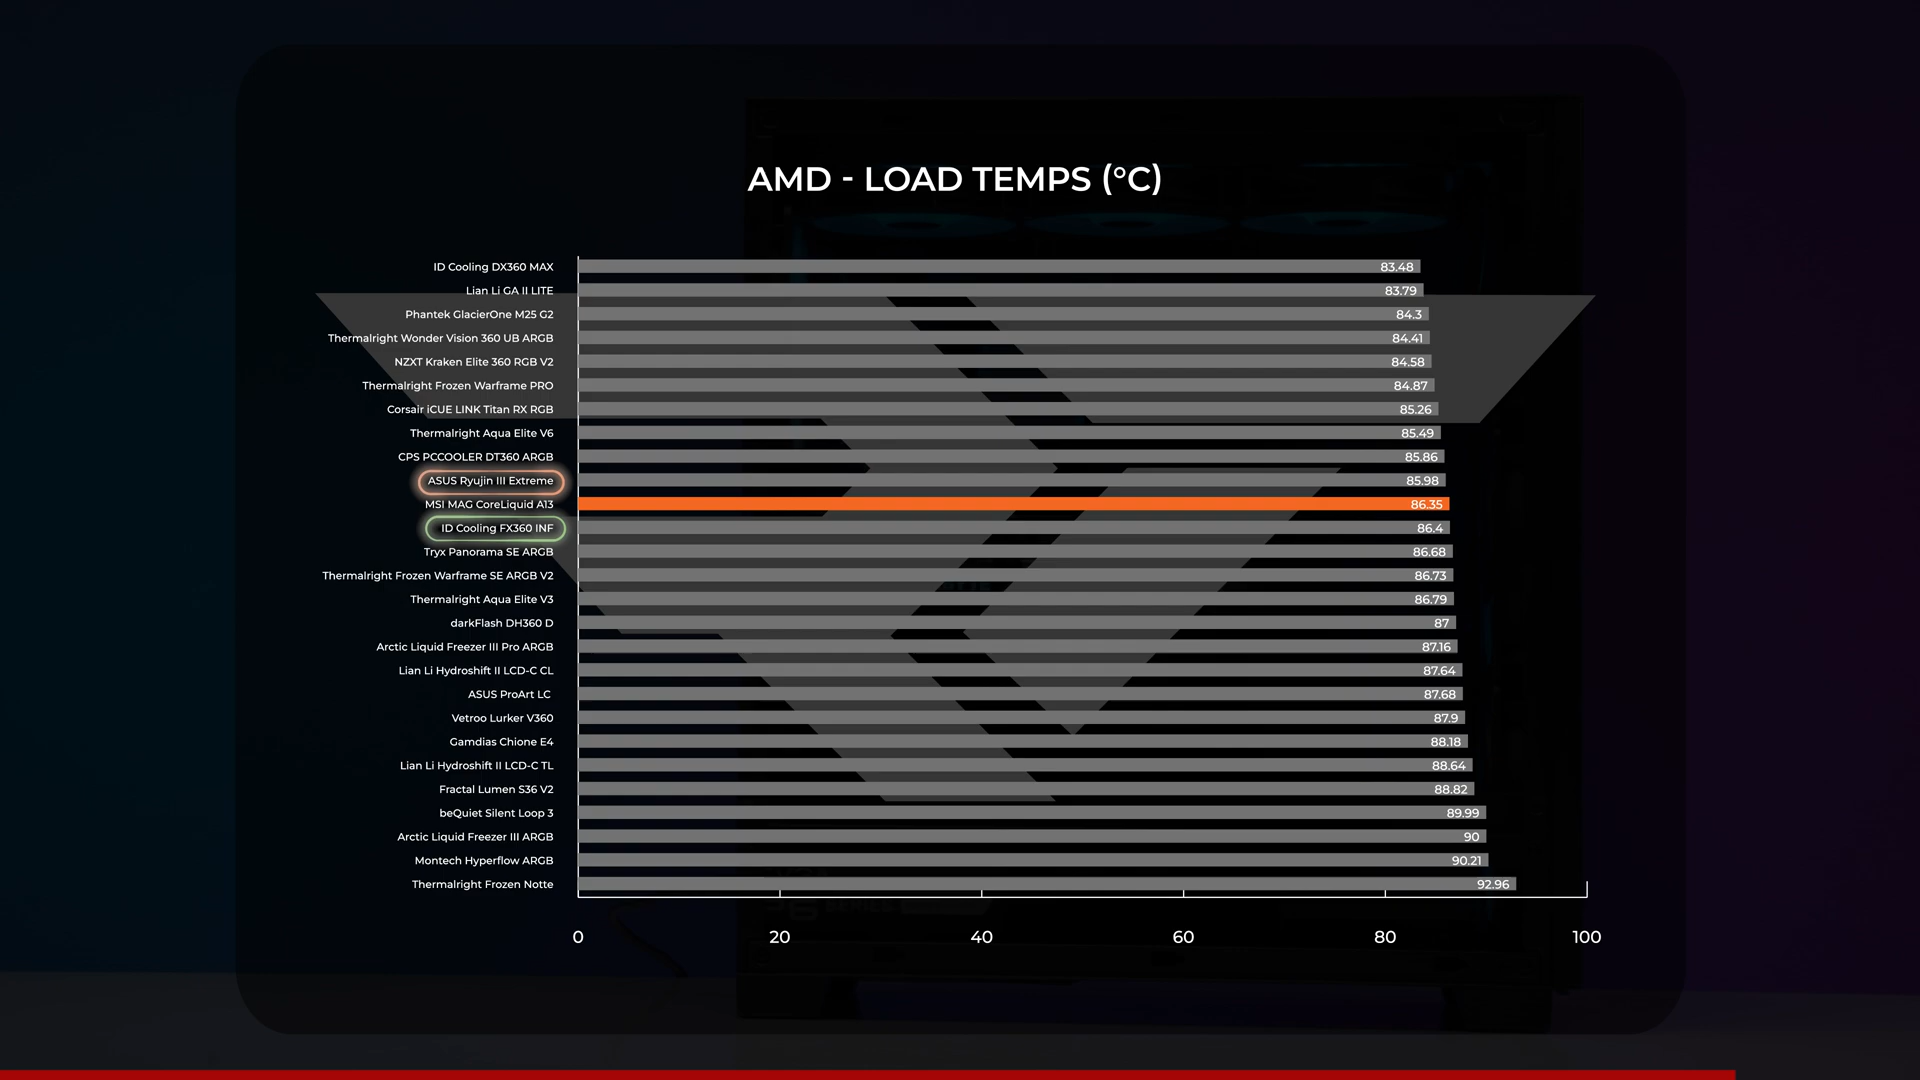 AMD - LOAD TEMPS (°C)
ID Cooling DX360 MAX 83.48
Lian Li GA II LITE 83.79
Phantek GlacierOne M25 G2 84.3
Thermalright Wonder Vision 360 UB ARGB 84.41
NZXT Kraken Elite 360 RGB V2 84.58
Thermalright Frozen Warframe PRO 84.87
Corsair iCUE LINK Titan RX RGB 85.26
Thermalright Aqua Elite V6 85.49
CPS PCCOOLER DT360 ARGB 85.86
ASUS Ryujin III Extreme 85.98
MSI MAG CoreLiquid A13 86.35
ID Cooling FX360 INF 86.4
Tryx Panorama SE ARGB 86.68
Thermalright Frozen Warframe SE ARGB V2 86.73
Thermalright Aqua Elite V3 86.79
darkFlash DH360 D 87
Arctic Liquid Freezer III Pro ARGB 87.16
Lian Li Hydroshift II LCD-C CL 87.64
ASUS ProArt LC 87.68
Vetroo Lurker V360 87.9
Gamdias Chione E4 88.18
Lian Li Hydroshift II LCD-C TL 88.64
Fractal Lumen S36 V2 88.82
beQuiet Silent Loop 3 89.99
Arctic Liquid Freezer III ARGB 90
Montech Hyperflow ARGB 90.21
Thermalright Frozen Notte 92.96
0 20 40 60 80 100